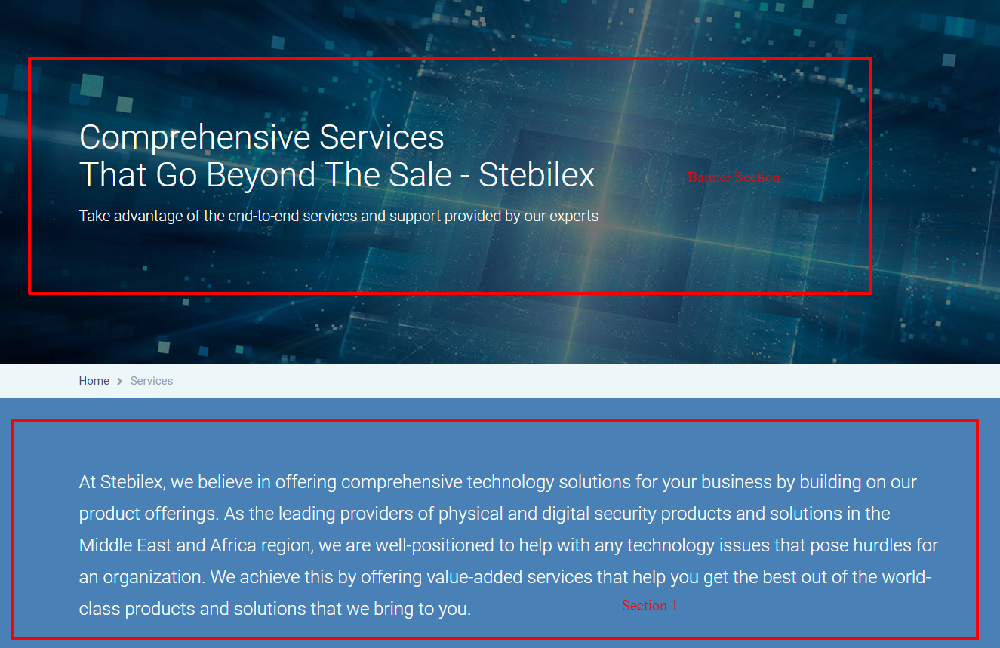 Comprehensive Services
That Go Beyond The Sale - Stebilex
Banner Section
Take advantage of the end-to-end services and support provided by our experts
Home > Services
At Stebilex, we believe in offering comprehensive technology solutions for your business by building on our
product offerings. As the leading providers of physical and digital security products and solutions in the
Middle East and Africa region, we are well-positioned to help with any technology issues that pose hurdles for
an organization. We achieve this by offering value-added services that help you get the best out of the world-
class products and solutions that we bring to you.
Section 1